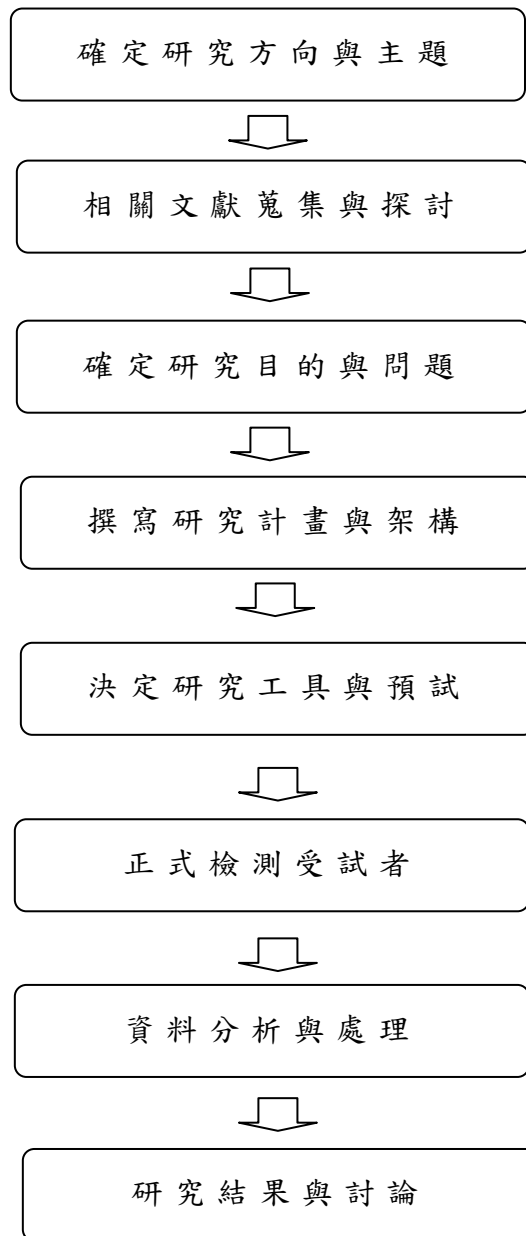 確定研究方向與主題
相關文獻蒐集與探討
確定研究目的與問題
撰寫研究計畫與架構
決定研究工具與預試
正式檢測受試者
資料分析與處理
研究結果與討論